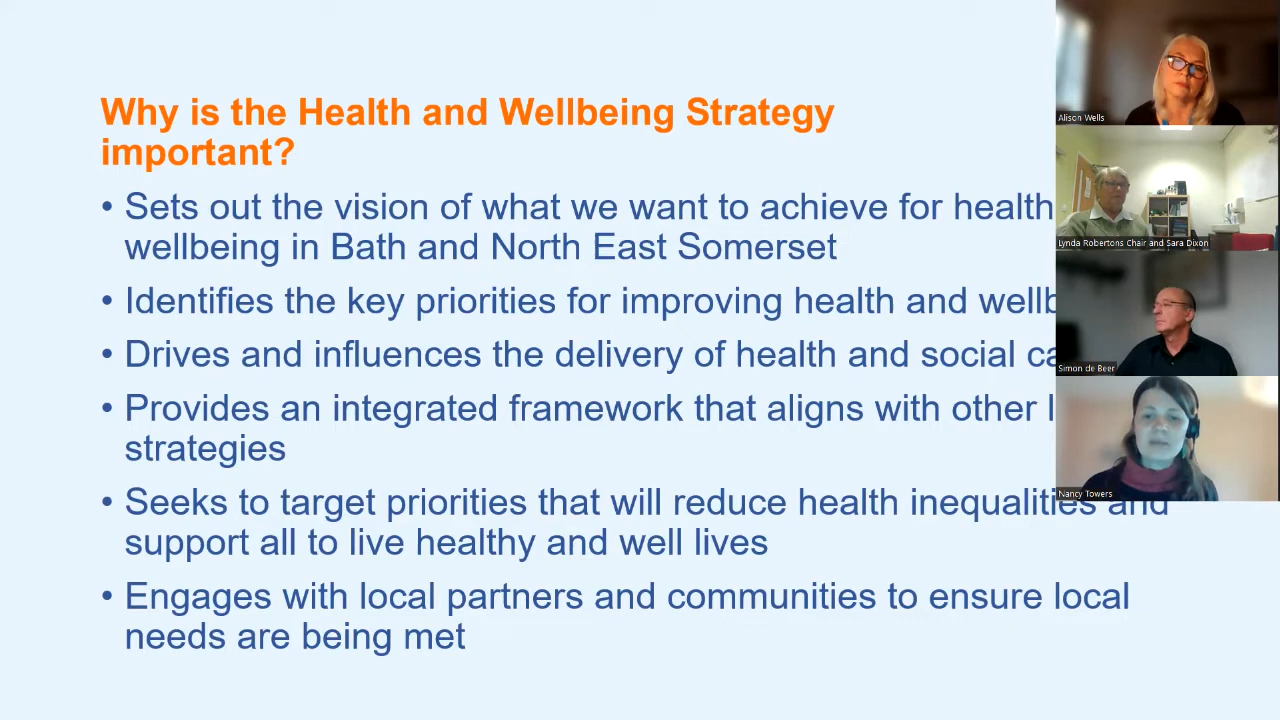 Why is the Health and Wellbeing Strategy
important?
• Sets out the vision of what we want to achieve for health
wellbeing in Bath and North East Somerset
• Identifies the key priorities for improving health and
• Drives and influences the delivery of health and social
• Provides an integrated framework that aligns with other
strategies
• Seeks to target priorities that will reduce health inequalities and
support all to live healthy and well lives
• Engages with local partners and communities to ensure local
needs are being met
Alison Wells
Lynda Robertons Chair and Sara Dixon
Simon de Beer
Nancy Towers